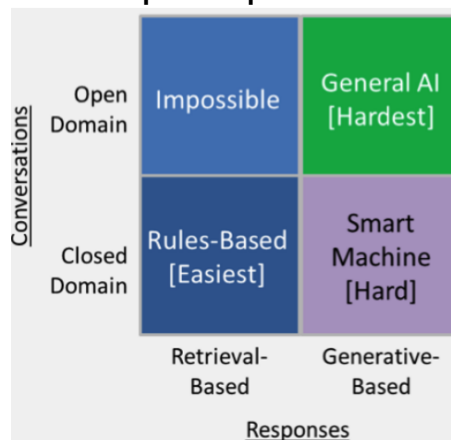 Conversations
Open
Domain
Impossible
General AI
[Hardest]
Closed
Domain
Rules-Based
[Easiest]
Smart
Machine
[Hard]
Retrieval-
Based
Generative-
Based
Responses